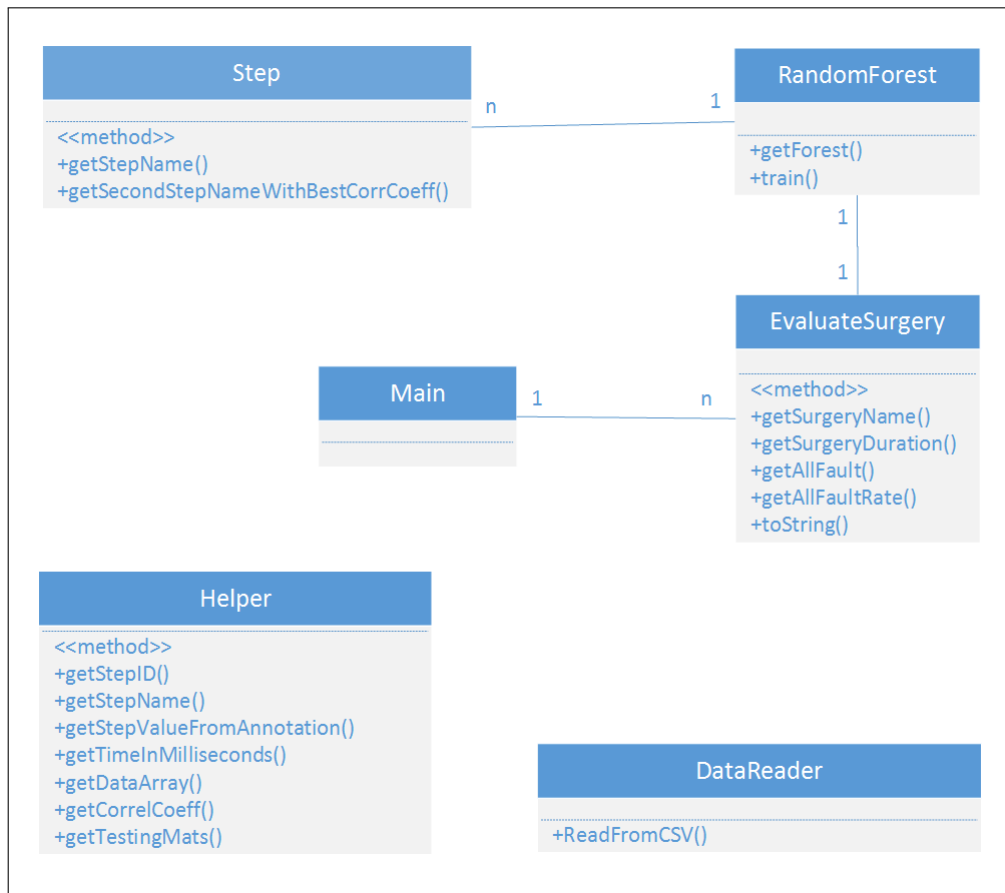 Step
<<method>>
+getStepName()
+getSecondStepNameWithBestCorrCoeff()
n
1
RandomForest
+getForest()
+train()
1
1
EvaluateSurgery
<<method>>
+getSurgeryName()
+getSurgeryDuration()
+getAllFault()
+getAllFaultRate()
+toString()
Main
1
n
Helper
<<method>>
+getStepID()
+getStepName()
+getStepValueFromAnnotation()
+getTimeInMilliseconds()
+getDataArray()
+getCorrelCoeff()
+getTestingMats()
DataReader
+ReadFromCSV()